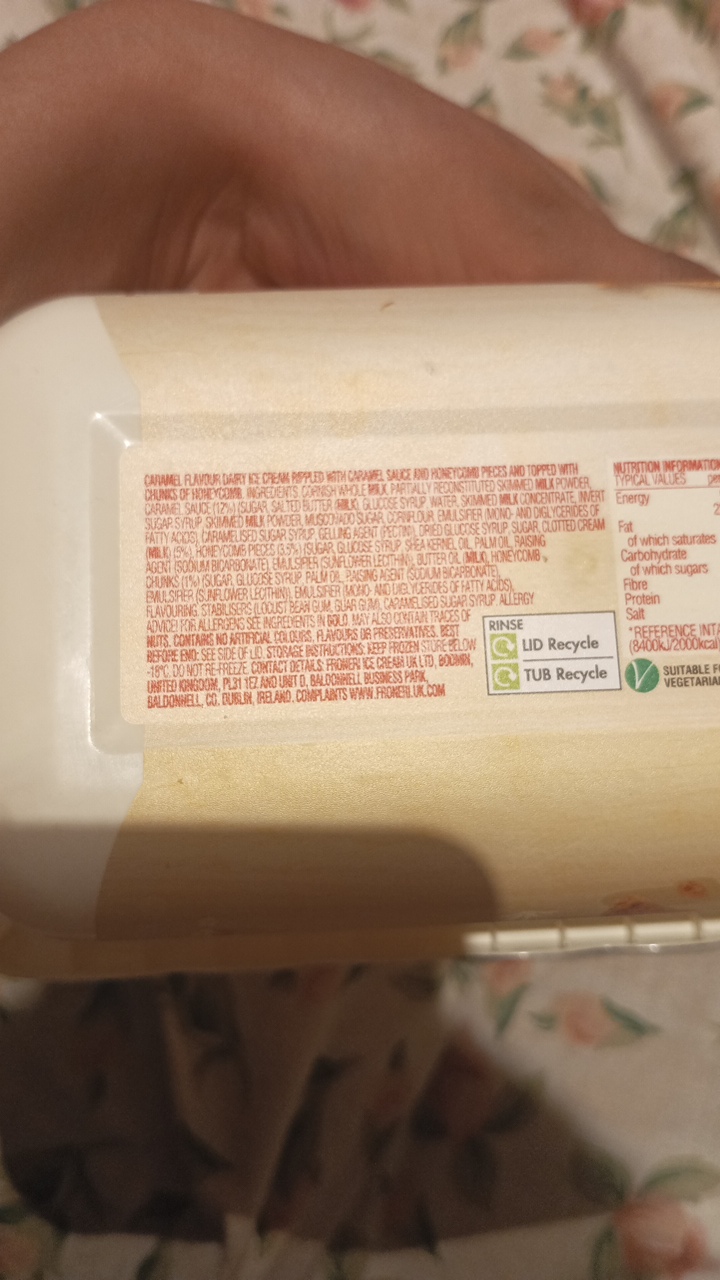 CARAMEL FLAVOUR DAIRY ICE CREAM RIPPLED WITH CARAMEL SAUCE AND HONEYCOMB PIECES AND TOPPED WITH
CHUNKS OF HONEYCOMB. INGREDIENTS: CORNISH WHOLE MILK, PARTIALLY RECONSTITUTED SKIMMED MILK POWDER,
CARAMEL SAUCE (12%) (SUGAR, SALTED BUTTER (MILK), GLUCOSE SYRUP, WATER, SKIMMED MILK CONCENTRATE, INVERT
SUGAR SYRUP, SKIMMED MILK POWDER, MUSCOVADO SUGAR, CORNFLOUR, EMULSIFIER (MONO- AND DIGLYCERIDES OF
FATTY ACIDS), CARAMELISED SUGAR SYRUP, GELLING AGENT (PECTIN)), DRIED GLUCOSE SYRUP, SUGAR, CLOTTED CREAM
(MILK) (5%), HONEYCOMB PIECES (3.5%) (SUGAR, GLUCOSE SYRUP, SHEA KERNEL OIL, PALM OIL, RAISING
AGENT (SODIUM BICARBONATE), EMULSIFIER (SUNFLOWER LECITHIN)), BUTTER OIL (MILK), HONEYCOMB
CHUNKS (1%) (SUGAR, GLUCOSE SYRUP, PALM OIL, RAISING AGENT (SODIUM BICARBONATE),
EMULSIFIER (SUNFLOWER LECITHIN)), EMULSIFIER (MONO- AND DIGLYCERIDES OF FATTY ACIDS),
FLAVOURING, STABILISERS (LOCUST BEAN GUM, GUAR GUM), CARAMELISED SUGAR SYRUP. ALLERGY
ADVICE! FOR ALLERGENS SEE INGREDIENTS IN BOLD. MAY ALSO CONTAIN TRACES OF
NUTS. CONTAINS NO ARTIFICIAL COLOURS, FLAVOURS OR PRESERVATIVES. BEST
BEFORE END: SEE SIDE OF LID. STORAGE INSTRUCTIONS: KEEP FROZEN STORE BELOW
-18°C. DO NOT RE-FREEZE. CONTACT DETAILS: FRONERI ICE CREAM UK LTD, BODMIN,
UNITED KINGDOM, PL31 1EZ AND UNIT D, BALDONNELL BUSINESS PARK,
BALDONNELL, CO. DUBLIN, IRELAND. COMPLAINTS WWW.FRONERI.UK.COM
RINSE
LID Recycle
TUB Recycle
NUTRITION INFORMATION
TYPICAL VALUES pe
Energy
2
Fat
of which saturates
Carbohydrate
of which sugars
Fibre
Protein
Salt
*REFERENCE INTA
(8400kJ/2000kcal)
V SUITABLE F
VEGETARIA